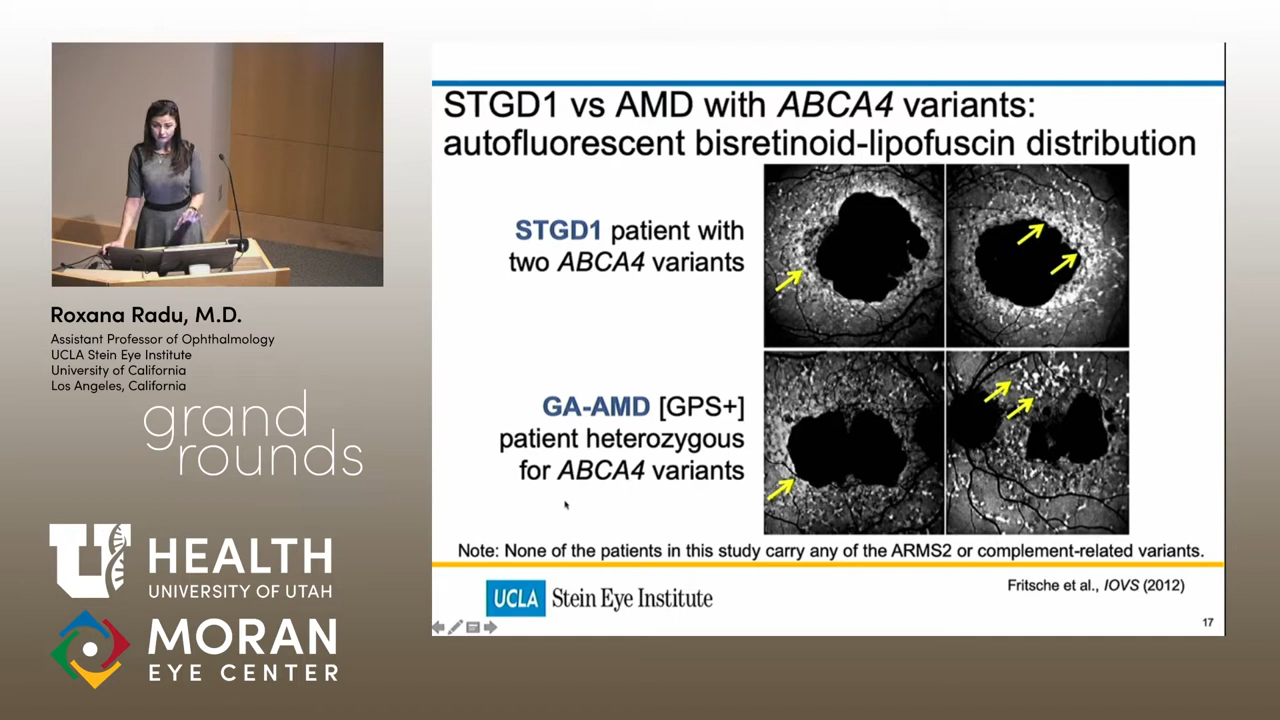 STGD1 vs AMD with ABCA4 variants:
autofluorescent bisretinoid-lipofuscin distribution
STGD1 patient with
two ABCA4 variants
GA-AMD [GPS+]
patient heterozygous
for ABCA4 variants
Note: None of the patients in this study carry any of the ARMS2 or complement-related variants.
Fritsche et al., IOVS (2012)
UCLA Stein Eye Institute
17
Roxana Radu, M.D.
Assistant Professor of Ophthalmology
UCLA Stein Eye Institute
University of California
Los Angeles, California
grand
rounds
U HEALTH
UNIVERSITY OF UTAH
MORAN
EYE CENTER